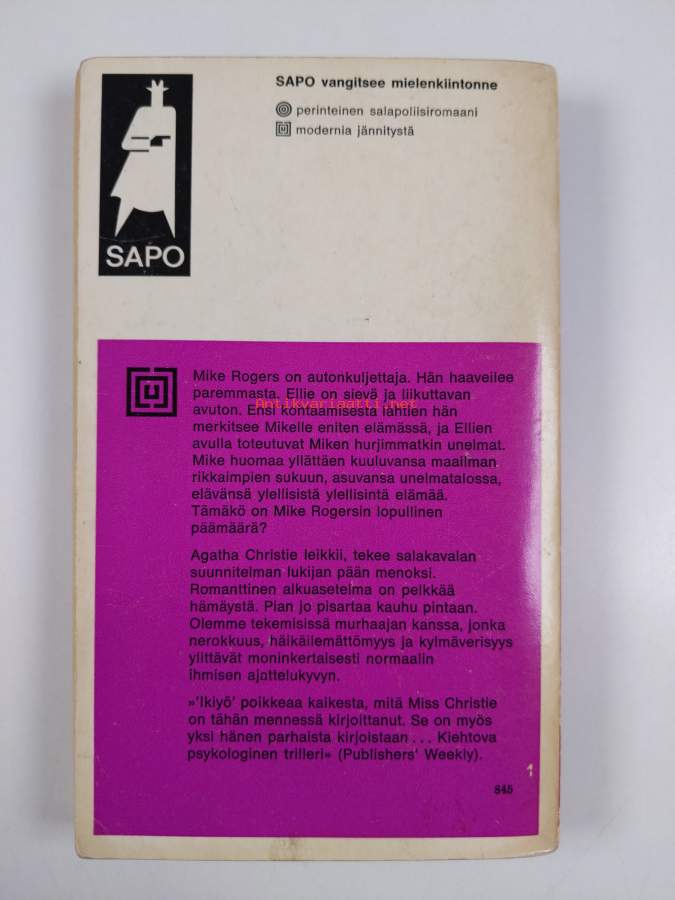 SAPO vangitsee mielenkiintonne
perinteinen salapoliisiromaani
modernia jännitystä
SAPO
Mike Rogers on autonkuljettaja. Hän haaveilee
paremmasta. Ellie on sievä ja liikuttavan
avuton. Ensi kohtaamisesta lähtien hän
Antikvariaatti.net
merkitsee Mikelle eniten elämässä, ja Ellien
avulla toteutuvat Miken hurjimmatkin unelmat.
Mike huomaa yllättäen kuuluvansa maailman
rikkaimpien sukuun, asuvansa unelmatalossa,
elävänsä ylellisistä ylellisintä elämää.
Tämäkö on Mike Rogersin lopullinen
päämäärä?
Agatha Christie leikkii, tekee salakavalan
suunnitelman lukijan pään menoksi.
Romanttinen alkuasetelma on pelkkää
hämäystä. Pian jo pisartaa kauhu pintaan.
Olemme tekemisissä murhaajan kanssa, jonka
nerokkuus, häikäilemättömyys ja kylmäverisyys
ylittävät moninkertaisesti normaalin
ihmisen ajattelukyvyn.
»'Ikiyö' poikkeaa kaikesta, mitä Miss Christie
on tähän mennessä kirjoittanut. Se on myös
yksi hänen parhaista kirjoistaan... Kiehtova
psykologinen trilleri» (Publishers' Weekly).
1
845